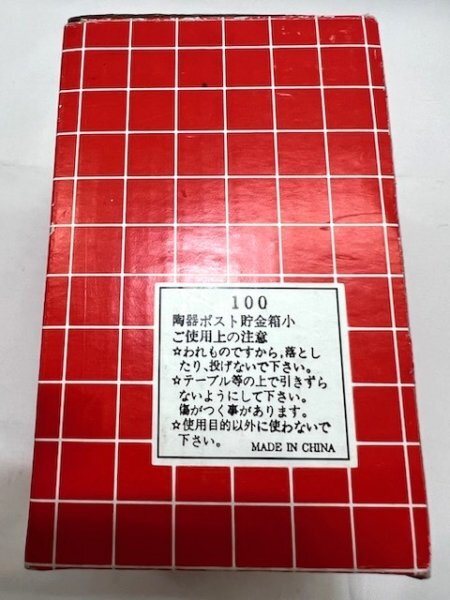 100
陶器ポスト貯金箱小
ご使用上の注意
☆われものですから、落とし
たり、投げないで下さい。
☆テーブル等の上で引きずら
ないようにして下さい。
傷がつく事があります。
☆使用目的以外に使わないで
下さい。 MADE IN CHINA